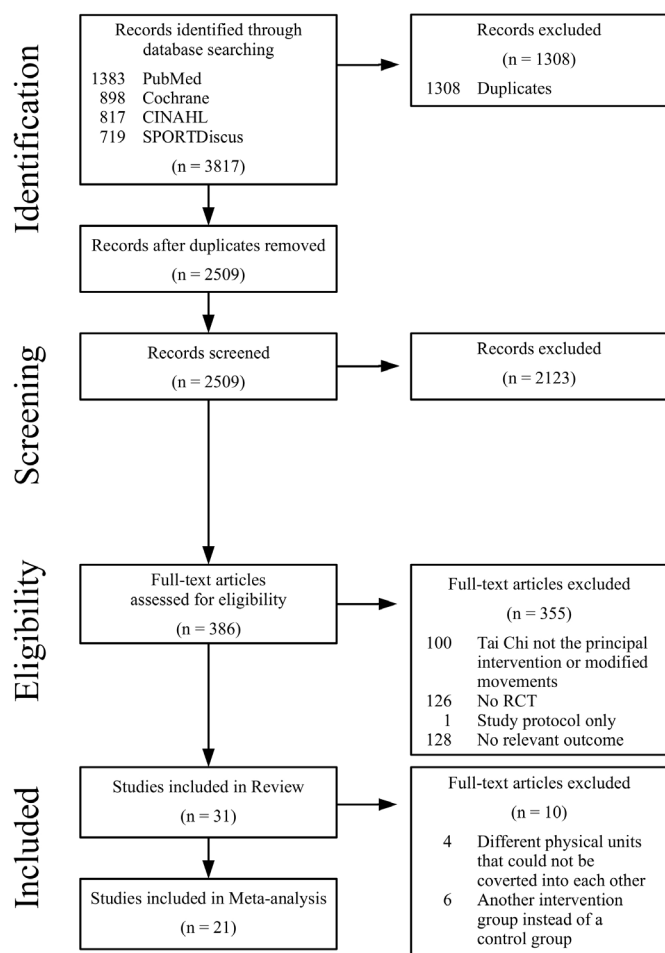 Identification
Records identified through
database searching
1383 PubMed
898 Cochrane
817 CINAHL
719 SPORTDiscus
(n = 3817)
Records excluded
(n = 1308)
1308 Duplicates
Records after duplicates removed
(n = 2509)
Screening
Records screened
(n = 2509)
Records excluded
(n = 2123)
Eligibility
Full-text articles
assessed for eligibility
(n = 386)
Full-text articles excluded
(n = 355)
100 Tai Chi not the principal
intervention or modified
movements
126 No RCT
1 Study protocol only
128 No relevant outcome
Included
Studies included in Review
(n = 31)
Full-text articles excluded
(n = 10)
4 Different physical units
that could not be
coverted into each other
6 Another intervention
group instead of a
control group
Studies included in Meta-analysis
(n = 21)